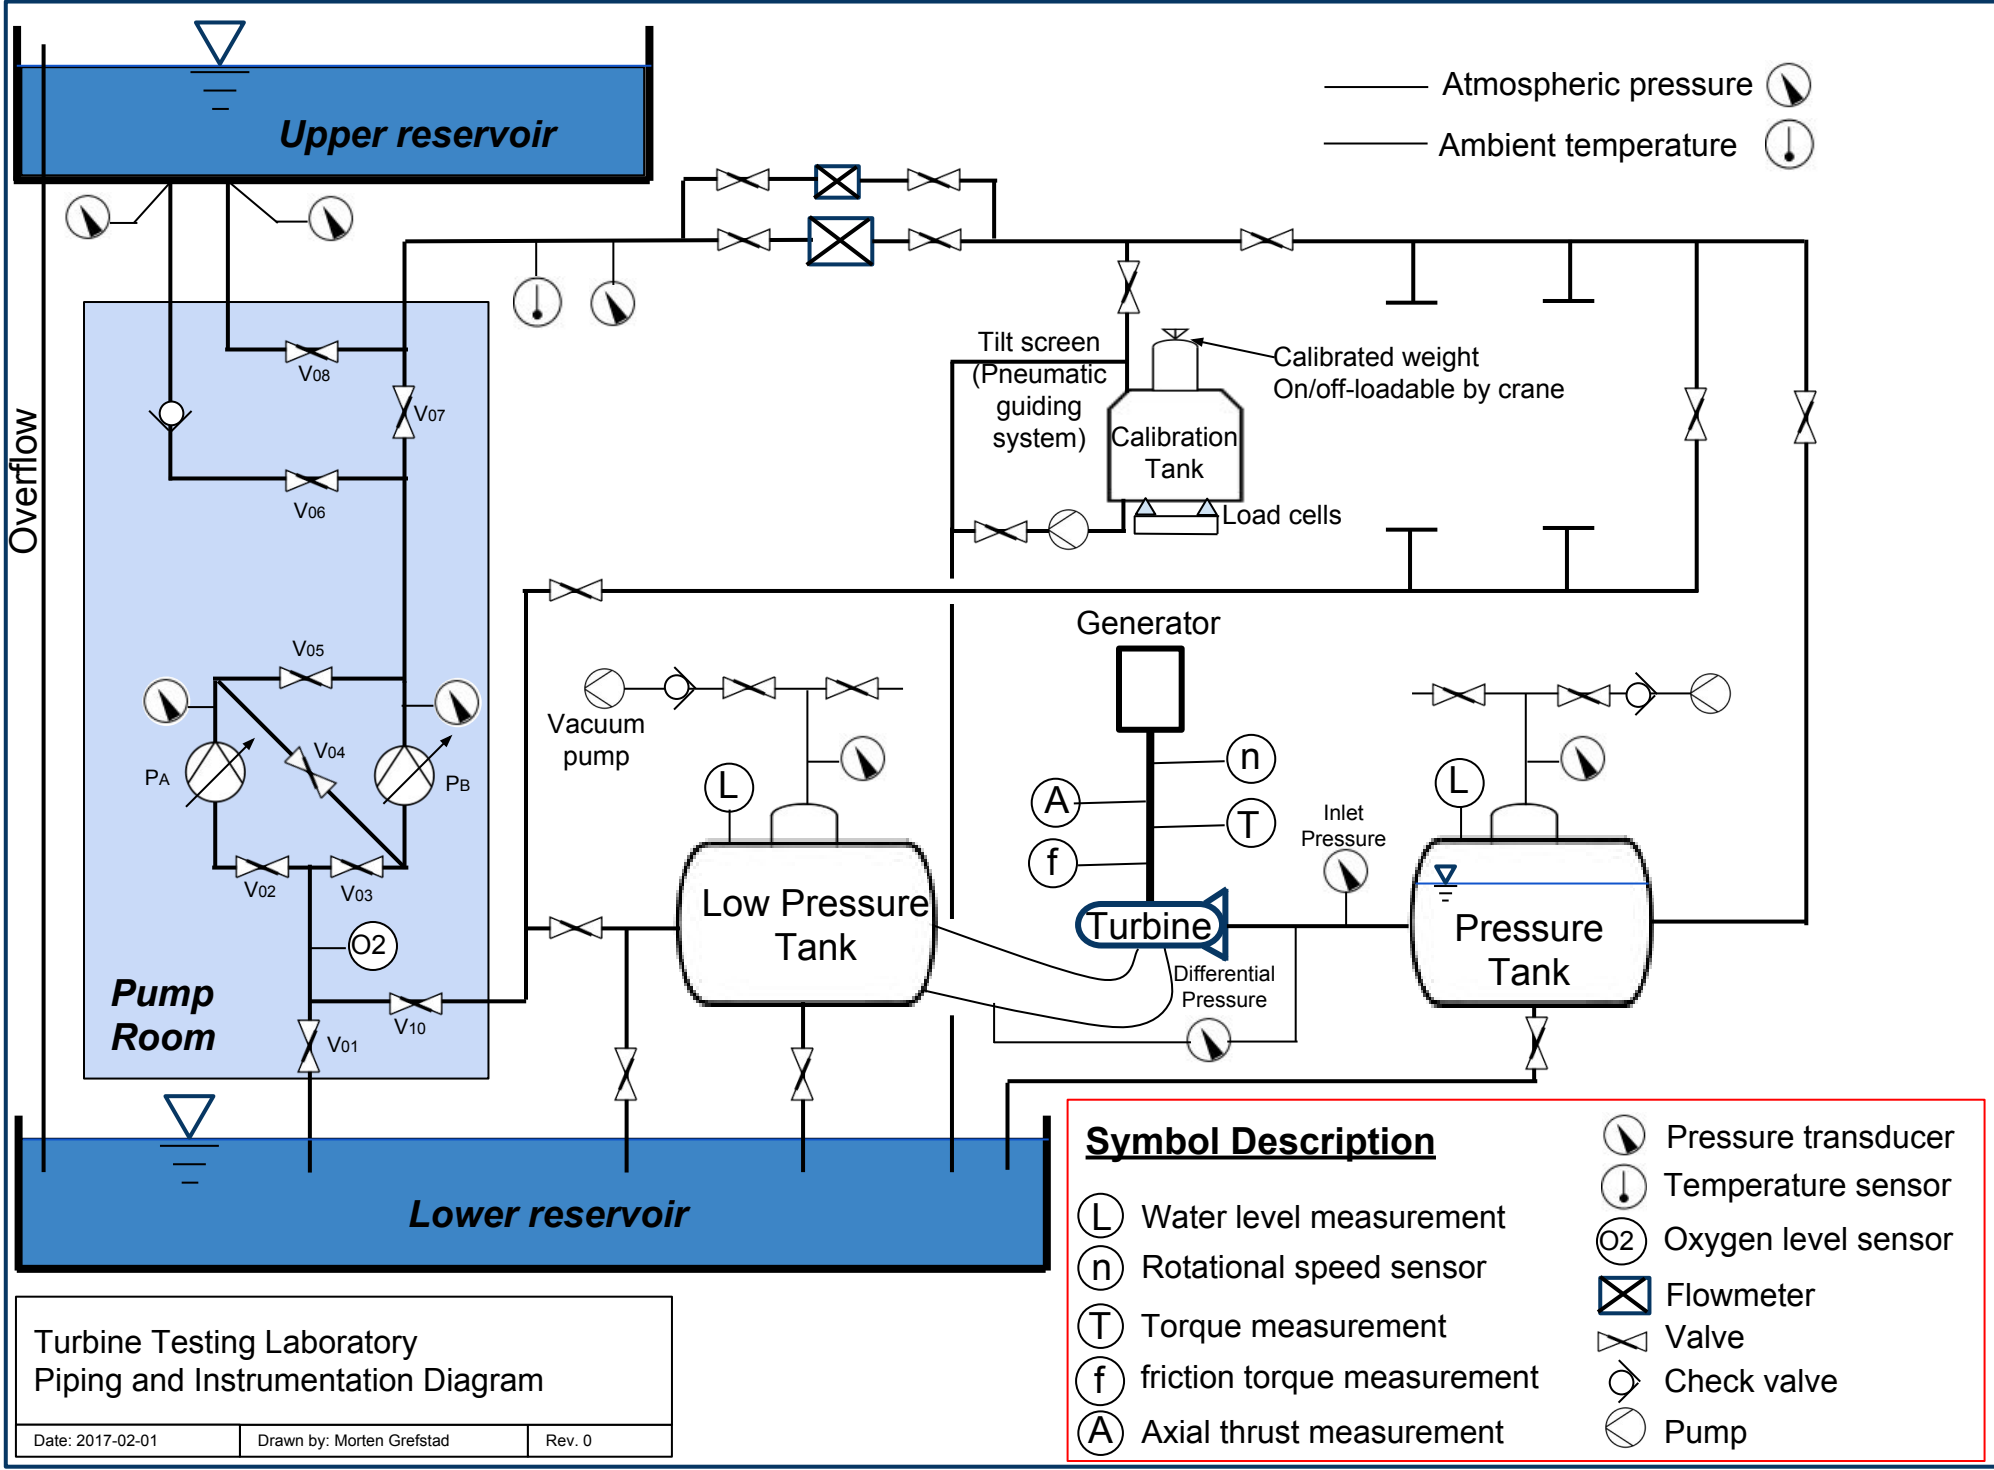 Upper reservoir
Atmospheric pressure
Ambient temperature
Overflow
V08
V07
V06
Tilt screen
(Pneumatic
guiding
system)
Calibrated weight
On/off-loadable by crane
Calibration
Tank
Load cells
Generator
V05
V04
PA
PB
V02
V03
O2
V10
V01
Pump
Room
Vacuum
pump
L
Low Pressure
Tank
n
A
T
f
Turbine
Inlet
Pressure
Differential
Pressure
L
Pressure
Tank
Lower reservoir
Symbol Description
L Water level measurement
n Rotational speed sensor
T Torque measurement
f friction torque measurement
A Axial thrust measurement
Pressure transducer
Temperature sensor
O2 Oxygen level sensor
Flowmeter
Valve
Check valve
Pump
Turbine Testing Laboratory
Piping and Instrumentation Diagram
Date: 2017-02-01
Drawn by: Morten Grefstad
Rev. 0